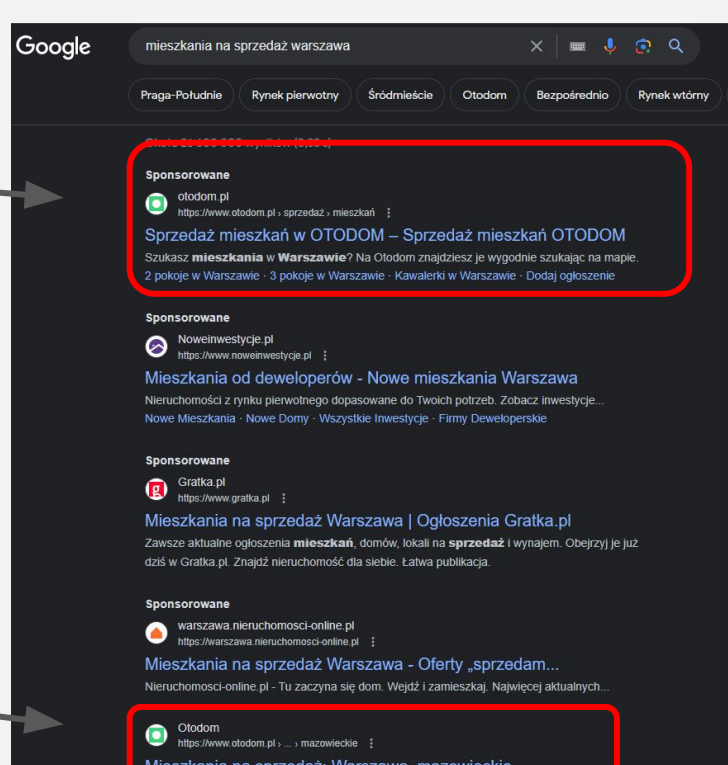 Google
mieszkania na sprzedaż warszawa
Praga-Południe Rynek pierwotny Śródmieście Otodom Bezpośrednio Rynek wtórny
Sponsorowane
otodom.pl
https://www.otodom.pl › sprzedaż › mieszkań
Sprzedaż mieszkań w OTODOM – Sprzedaż mieszkań OTODOM
Szukasz mieszkania w Warszawie? Na Otodom znajdziesz je wygodnie szukając na mapie.
2 pokoje w Warszawie · 3 pokoje w Warszawie · Kawalerki w Warszawie · Dodaj ogłoszenie
Sponsorowane
Noweinwestycje.pl
https://www.noweinwestycje.pl
Mieszkania od deweloperów - Nowe mieszkania Warszawa
Nieruchomości z rynku pierwotnego dopasowane do Twoich potrzeb. Zobacz inwestycje...
Nowe Mieszkania · Nowe Domy · Wszystkie Inwestycje · Firmy Deweloperskie
Sponsorowane
g
Gratka.pl
https://www.gratka.pl
Mieszkania na sprzedaż Warszawa | Ogłoszenia Gratka.pl
Zawsze aktualne ogłoszenia mieszkań, domów, lokali na sprzedaż i wynajem. Obejrzyj je już
dziś w Gratka.pl. Znajdź nieruchomość dla siebie. Łatwa publikacja.
Sponsorowane
warszawa.nieruchomosci-online.pl
https://warszawa.nieruchomosci-online.pl
Mieszkania na sprzedaż Warszawa - Oferty „sprzedam...
Nieruchomosci-online.pl - Tu zaczyna się dom. Wejdź i zamieszkaj. Najwięcej aktualnych...
Otodom
https://www.otodom.pl › ... › mazowieckie
Mieszkania na sprzedaż: Warszawa, mazowieckie